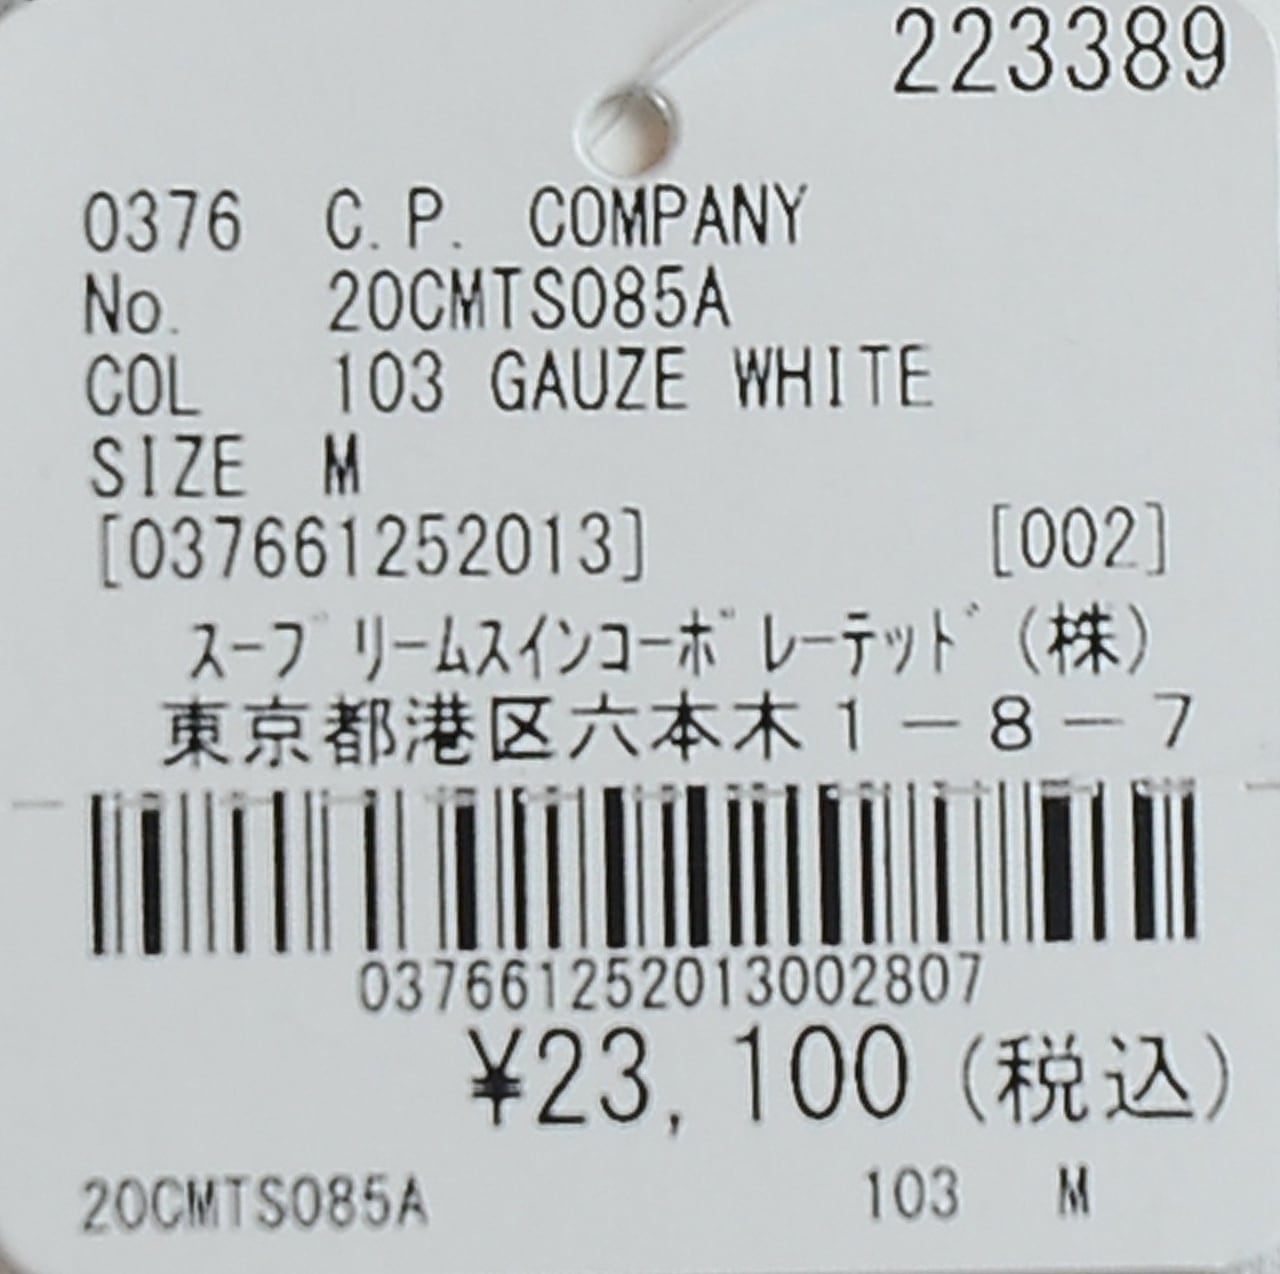 223389
0376 C.P. COMPANY
No. 20CMTS085A
COL 103 GAUZE WHITE
SIZE M
[037661252013] [002]
ｽｰﾌﾟﾘｰﾑｽｲﾝｺｰﾎﾟﾚｰﾃｯﾄﾞ(株)
東京都港区六本木１－８－７
037661252013002807
¥23,100(税込)
20CMTS085A 103 M